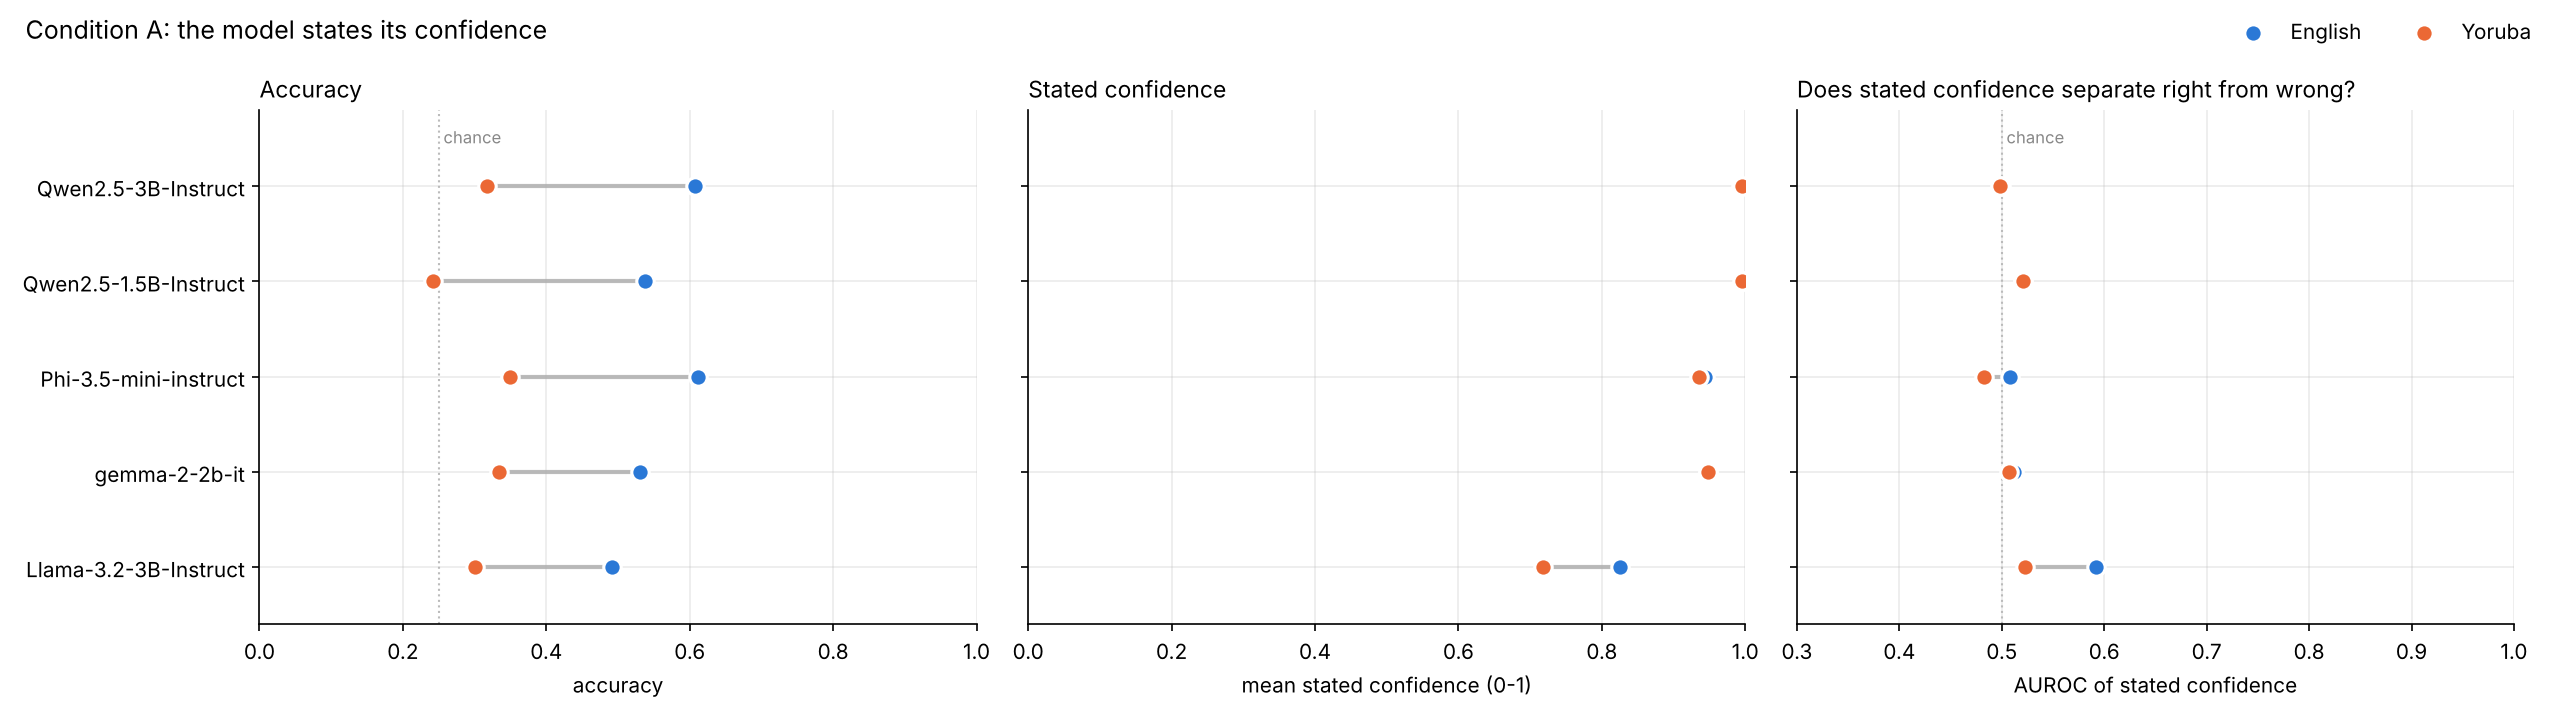 Condition A: the model states its confidence
English
Yoruba
Accuracy
Stated confidence
Does stated confidence separate right from wrong?
chance
chance
Qwen2.5-3B-Instruct
Qwen2.5-1.5B-Instruct
Phi-3.5-mini-instruct
gemma-2-2b-it
Llama-3.2-3B-Instruct
0.0 0.2 0.4 0.6 0.8 1.0
0.0 0.2 0.4 0.6 0.8 1.0
0.3 0.4 0.5 0.6 0.7 0.8 0.9 1.0
accuracy
mean stated confidence (0-1)
AUROC of stated confidence